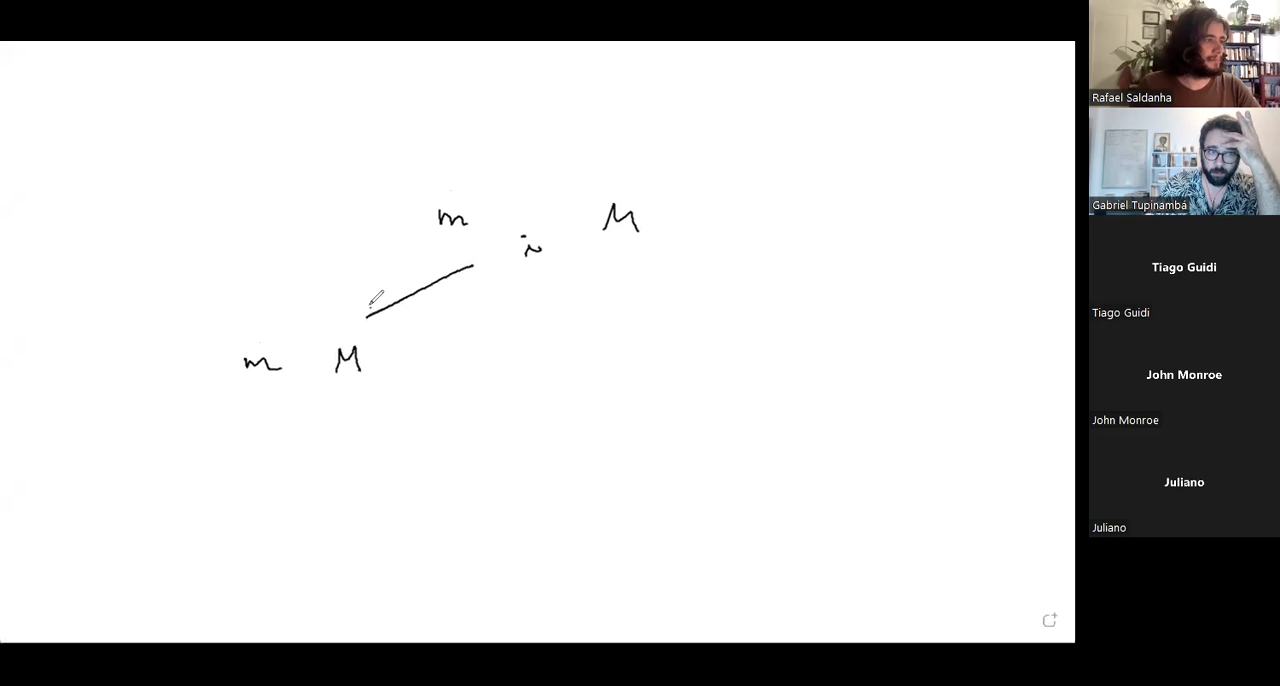 m M
i
m M
Rafael Saldanha
Gabriel Tupinambá
Tiago Guidi
Tiago Guidi
John Monroe
John Monroe
Juliano
Juliano